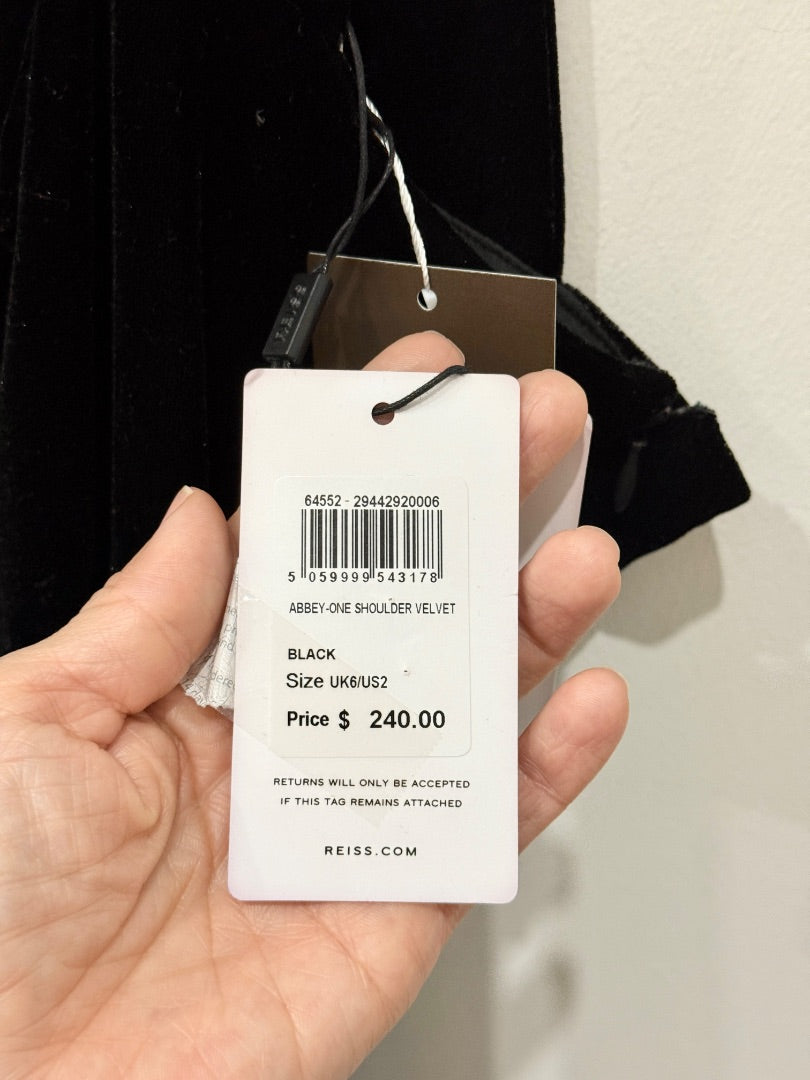 REISS
64552 - 29442920006
5 059999 543178
ABBEY-ONE SHOULDER VELVET
BLACK
Size UK6/US2
Price $ 240.00
RETURNS WILL ONLY BE ACCEPTED
IF THIS TAG REMAINS ATTACHED
REISS.COM